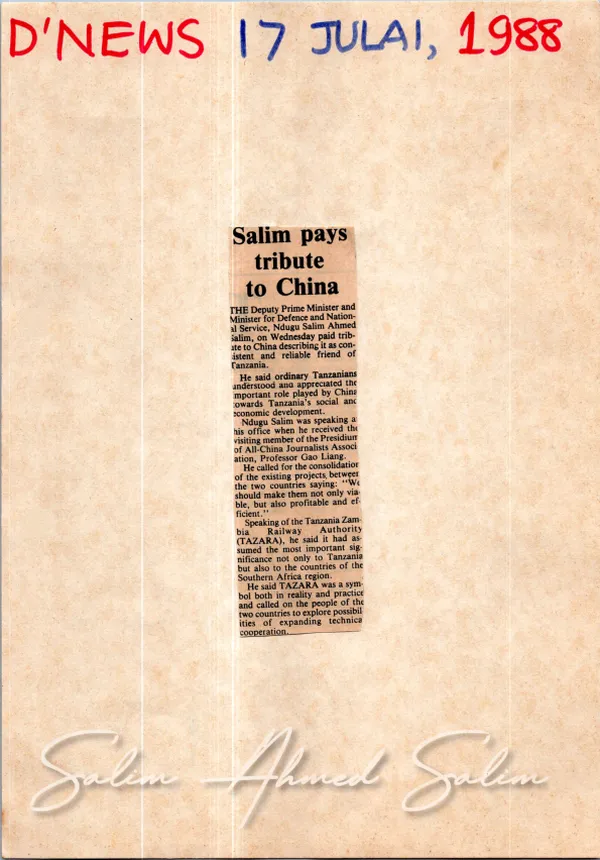 D'NEWS 17 JULAI, 1988
Salim pays
tribute
to China
THE Deputy Prime Minister and
Minister for Defence and Nation-
al Service, Ndugu Salim Ahmed
Salim, on Wednesday paid trib-
ute to China describing it as con-
sistent and reliable friend of
Tanzania.
He said ordinary Tanzanians
understood and appreciated the
important role played by China
towards Tanzania's social and
economic development.
Ndugu Salim was speaking a
his office when he received the
visiting member of the Presidium
of All-China Journalists Associ
ation, Professor Gao Liang.
He called for the consolidation
of the existing projects between
the two countries saying: "We
should make them not only via-
ble, but also profitable and ef-
ficient."
Speaking of the Tanzania Zam-
bia Railway Authority
(TAZARA), he said it had as-
sumed the most important sig-
nificance not only to Tanzania
but also to the countries of the
Southern Africa region.
He said TAZARA was a sym-
bol both in reality and practice
and called on the people of the
two countries to explore possibil
ities of expanding technica
cooperation.
Salim Ahmed Salim